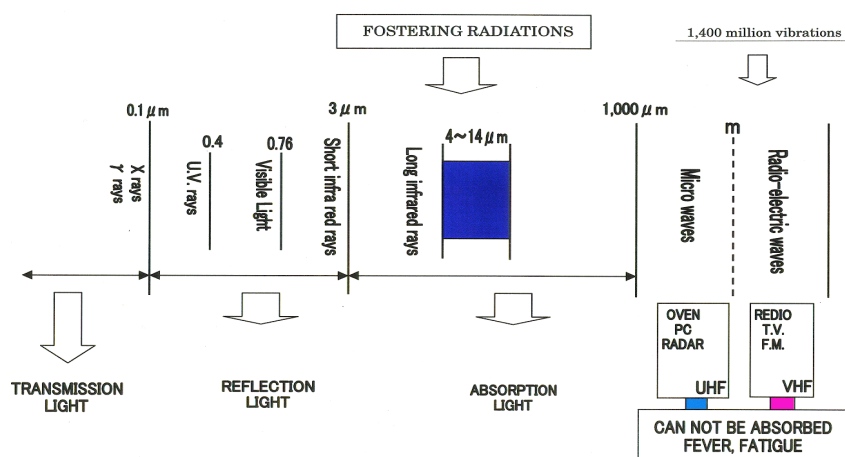 FOSTERING RADIATIONS
1,400 million vibrations
0.1 μm
3 μm
1,000 μm
0.4
0.76
4~14μm
m
X rays
γ rays
U.V. rays
Visible Light
Short infra red rays
Long infrared rays
Micro waves
Radio-electric waves
OVEN
PC
RADAR
UHF
REDIO
T.V.
F.M.
VHF
TRANSMISSION
LIGHT
REFLECTION
LIGHT
ABSORPTION
LIGHT
CAN NOT BE ABSORBED
FEVER, FATIGUE